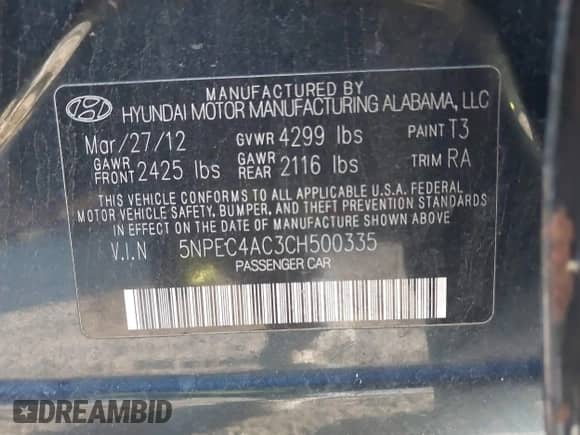 MANUFACTURED BY
HYUNDAI MOTOR MANUFACTURING ALABAMA, LLC
Mar/27/12 GVWR 4299 lbs PAINT T3
GAWR FRONT 2425 lbs GAWR REAR 2116 lbs TRIM RA
THIS VEHICLE CONFORMS TO ALL APPLICABLE U.S.A. FEDERAL
MOTOR VEHICLE SAFETY, BUMPER, AND THEFT PREVENTION STANDARDS
IN EFFECT ON THE DATE OF MANUFACTURE SHOWN ABOVE
V.I.N 5NPEC4AC3CH500335
PASSENGER CAR
DREAMBID